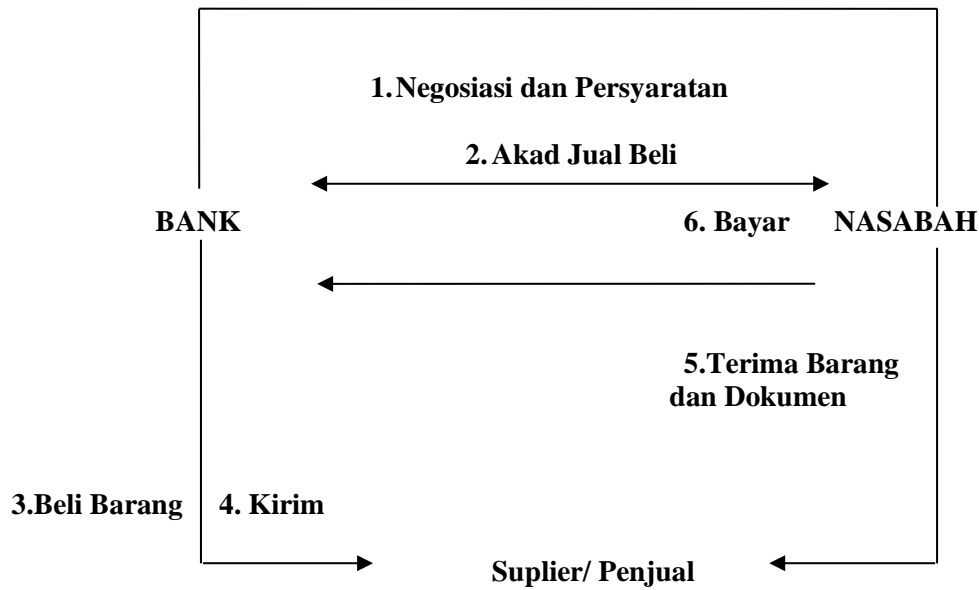 1.Negosiasi dan Persyaratan
2. Akad Jual Beli
BANK
6. Bayar
NASABAH
5.Terima Barang
dan Dokumen
3.Beli Barang
4. Kirim
Suplier/ Penjual